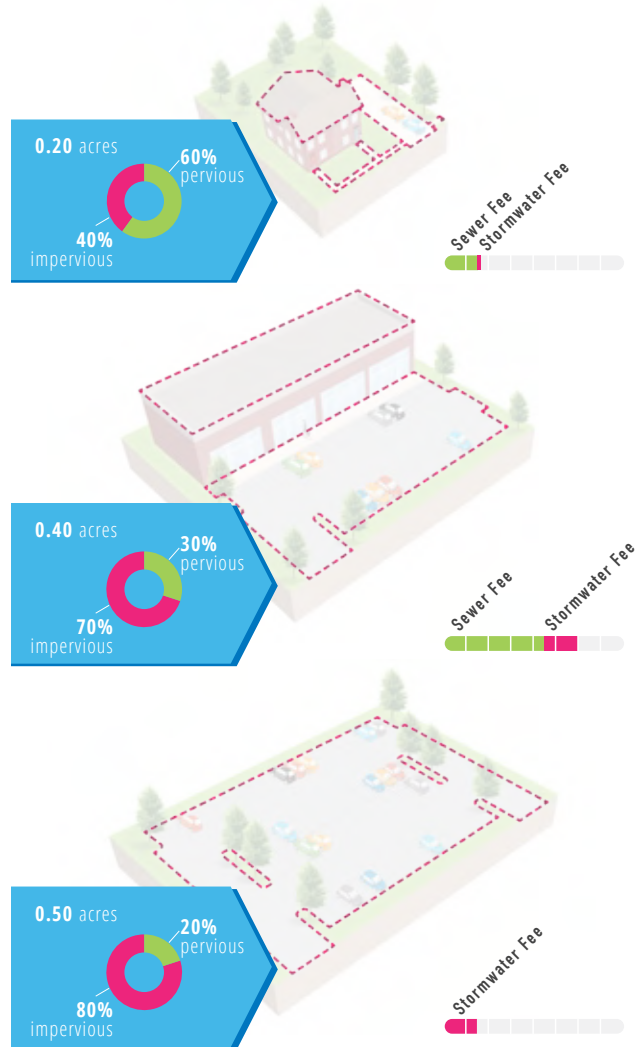 0.20 acres
60%
pervious
40%
impervious
Sewer Fee
Stormwater Fee
0.40 acres
30%
pervious
70%
impervious
Sewer Fee
Stormwater Fee
0.50 acres
20%
pervious
80%
impervious
Stormwater Fee